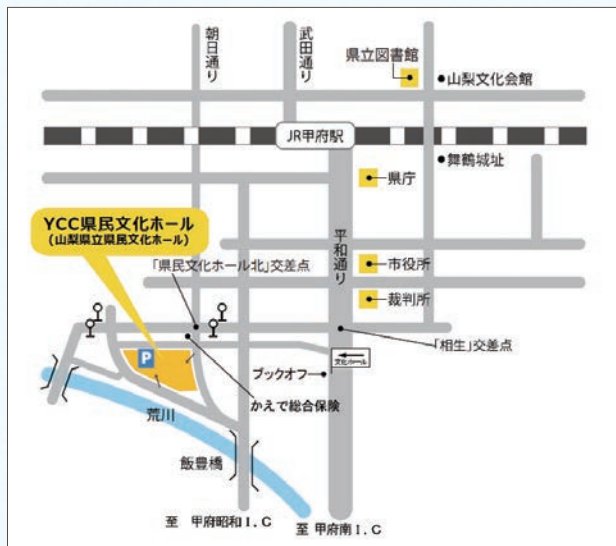 朝日通り
武田通り
県立図書館
山梨文化会館
JR甲府駅
舞鶴城址
県庁
YCC県民文化ホール
(山梨県立県民文化ホール)
平和通り
「県民文化ホール北」交差点
市役所
裁判所
「相生」交差点
P
文化ホール
ブックオフ
かえで総合保険
荒川
飯豊橋
至 甲府昭和I.C
至 甲府南I.C